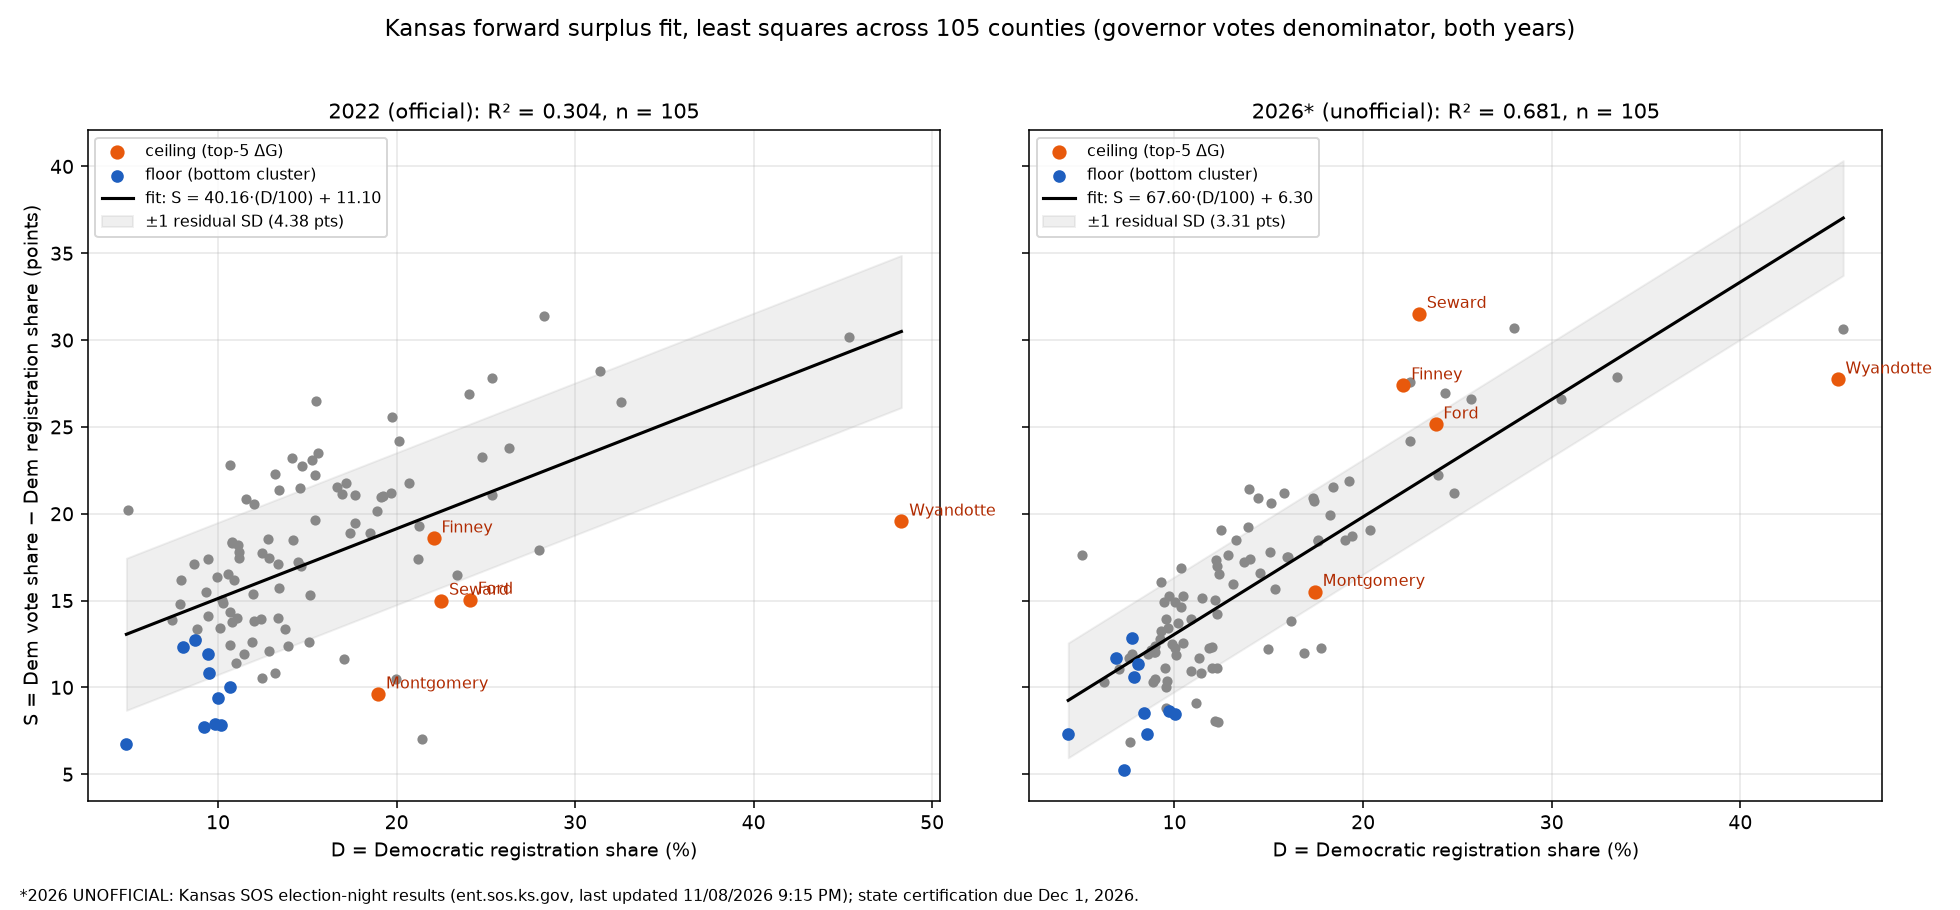 Kansas forward surplus fit, least squares across 105 counties (governor votes denominator, both years)
2022 (official): R² = 0.304, n = 105
ceiling (top-5 ΔG)
floor (bottom cluster)
fit: S = 40.16·(D/100) + 11.10
±1 residual SD (4.38 pts)
S = Dem vote share − Dem registration share (points)
40
35
30
25
20
15
10
5
Wyandotte
Finney
Seward
Ford
Montgomery
10
20
30
40
50
D = Democratic registration share (%)
2026* (unofficial): R² = 0.681, n = 105
ceiling (top-5 ΔG)
floor (bottom cluster)
fit: S = 67.60·(D/100) + 6.30
±1 residual SD (3.31 pts)
Seward
Finney
Wyandotte
Ford
Montgomery
10
20
30
40
D = Democratic registration share (%)
*2026 UNOFFICIAL: Kansas SOS election-night results (ent.sos.ks.gov, last updated 11/08/2026 9:15 PM); state certification due Dec 1, 2026.